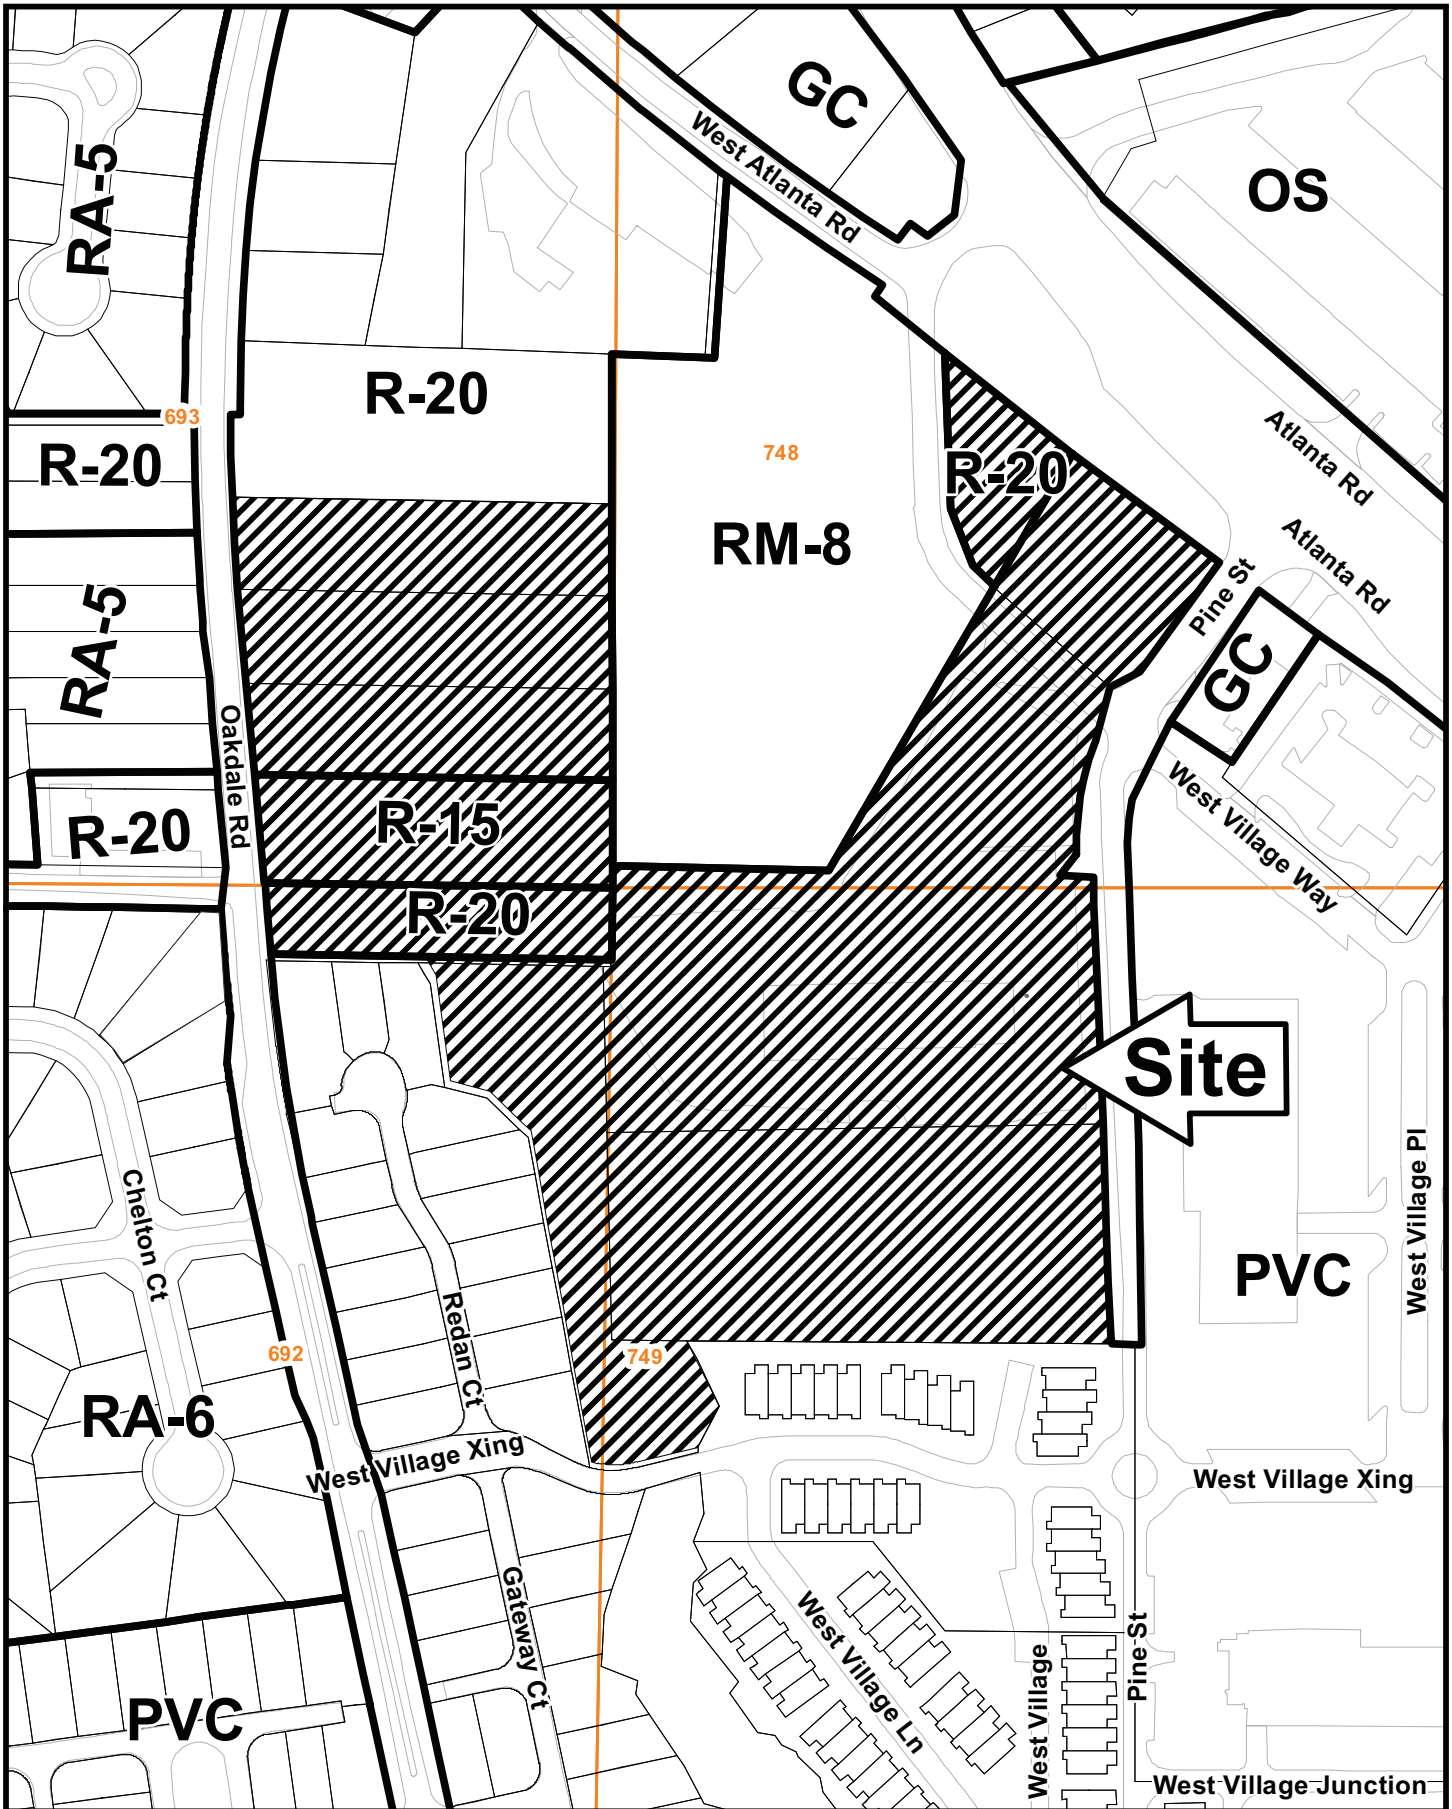 GC
West Atlanta Rd
OS
RA-5
R-20
693
R-20
748
R-20
Atlanta Rd
RM-8
Atlanta Rd
Pine St
RA-5
GC
Oakdale Rd
R-15
R-20
West Village Way
R-20
Site
Chelton Ct
West Village Pl
PVC
Redan Ct
692
749
RA-6
West Village Xing
West Village Xing
Gateway Ct
West Village Ln
West Village
Pine St
PVC
West Village Junction